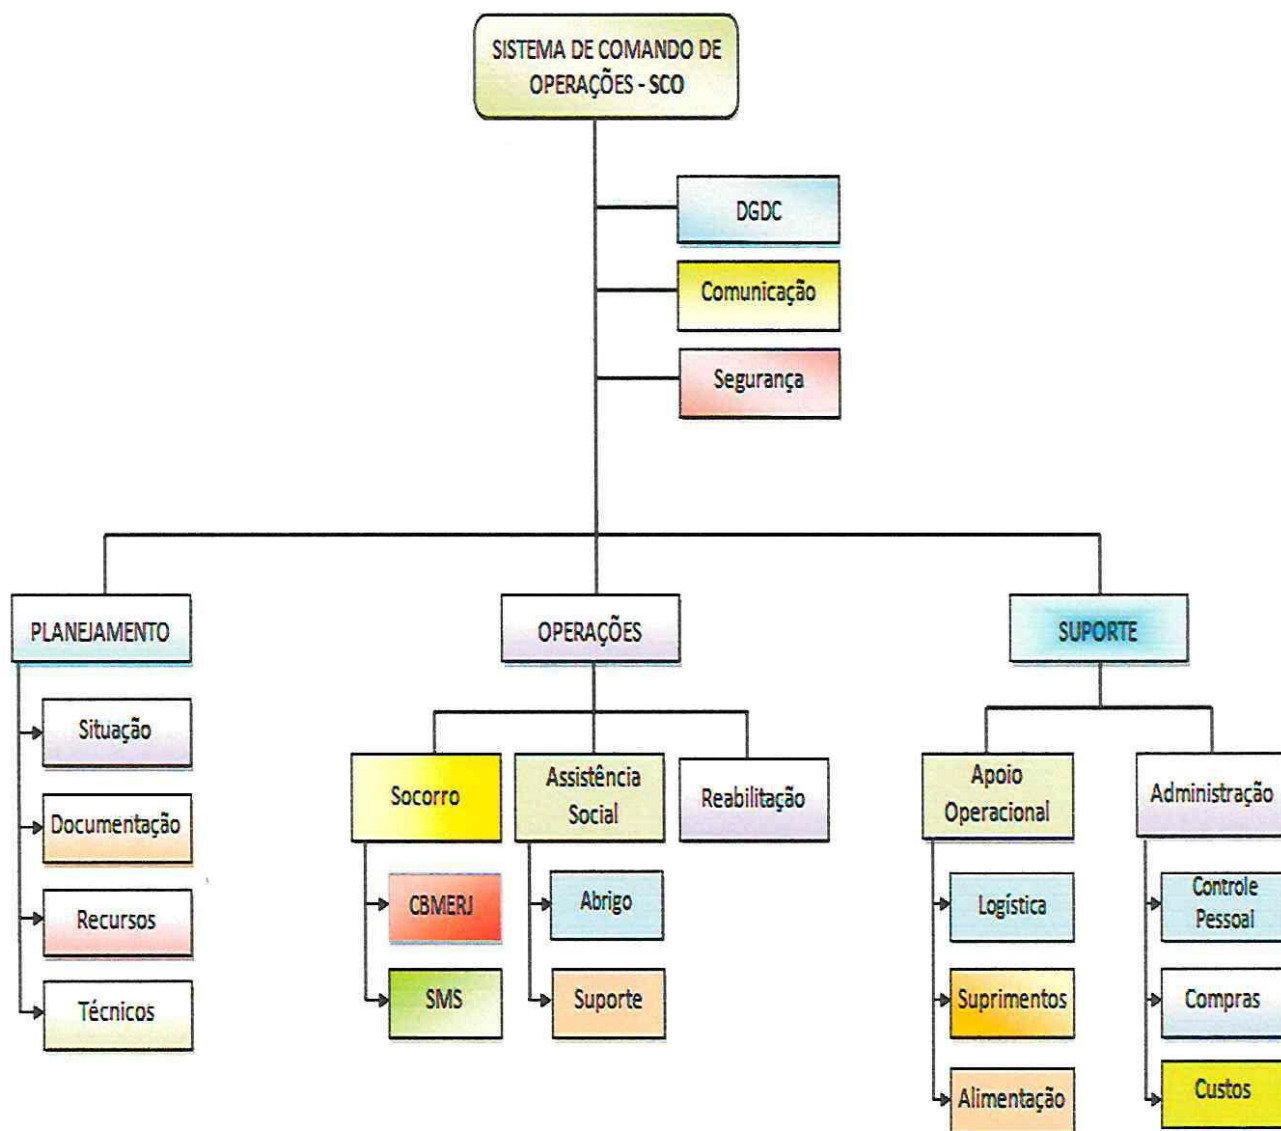 SISTEMA DE COMANDO DE
OPERAÇÕES - SCO
DGDC
Comunicação
Segurança
PLANEJAMENTO
OPERAÇÕES
SUPORTE
Situação
Documentação
Recursos
Técnicos
Socorro
Assistência
Social
Reabilitação
CBMERJ
SMS
Abrigo
Suporte
Apoio
Operacional
Administração
Logística
Suprimentos
Alimentação
Controle
Pessoal
Compras
Custos